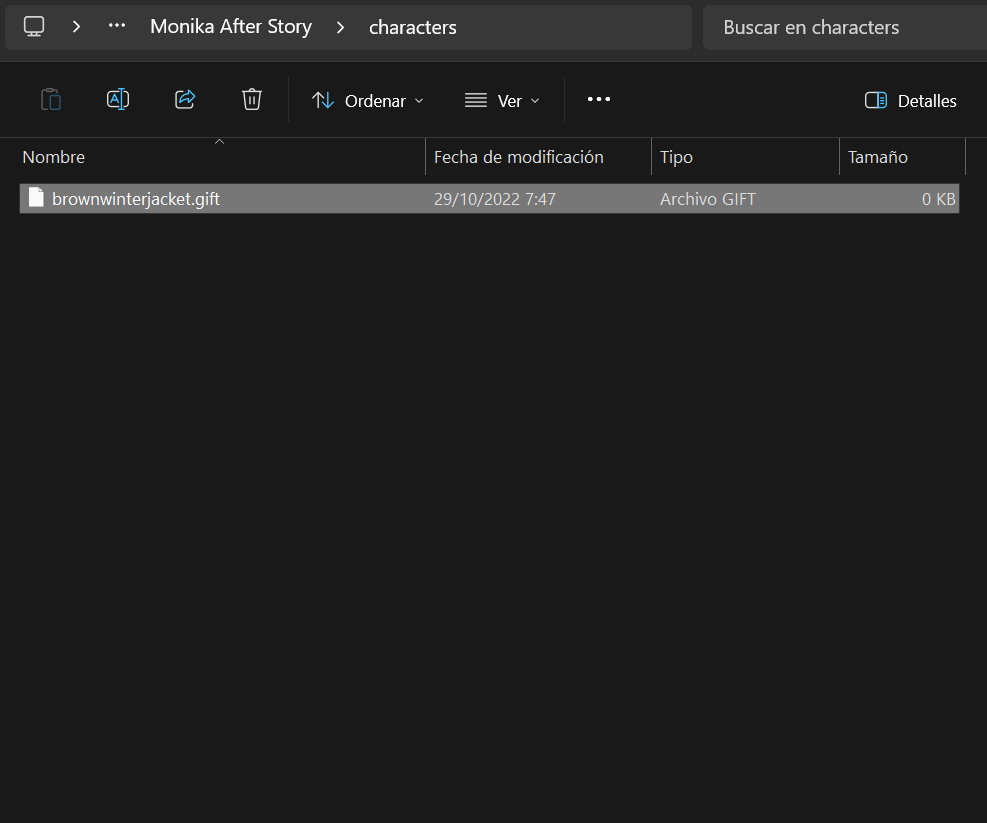 Monika After Story > characters Buscar en characters
Ordenar Ver Detalles
Nombre Fecha de modificación Tipo Tamaño
brownwinterjacket.gift 29/10/2022 7:47 Archivo GIFT 0 KB